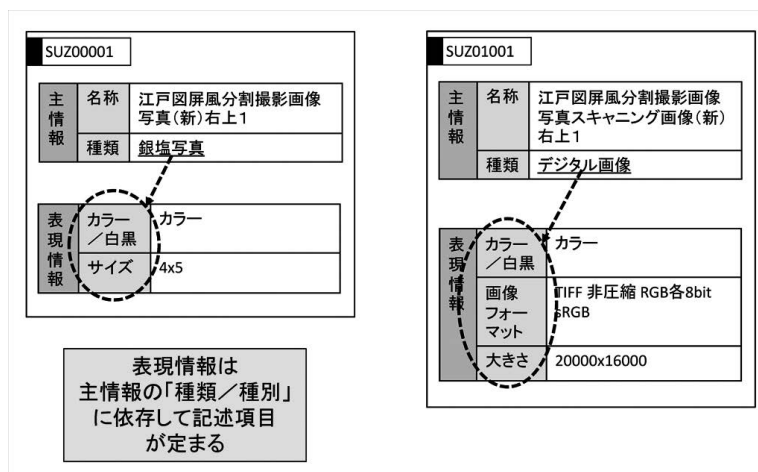 SUZ00001
主情報
名称
江戸図屏風分割撮影画像
写真（新）右上1
種類
銀塩写真
表現情報
カラー
／白黒
カラー
サイズ
4x5
表現情報は
主情報の「種類／種別」
に依存して記述項目
が定まる
SUZ01001
主情報
名称
江戸図屏風分割撮影画像
写真スキャニング画像（新）
右上1
種類
デジタル画像
表現情報
カラー
／白黒
カラー
画像
フォー
マット
TIFF 非圧縮 RGB各8bit
sRGB
大きさ
20000x16000